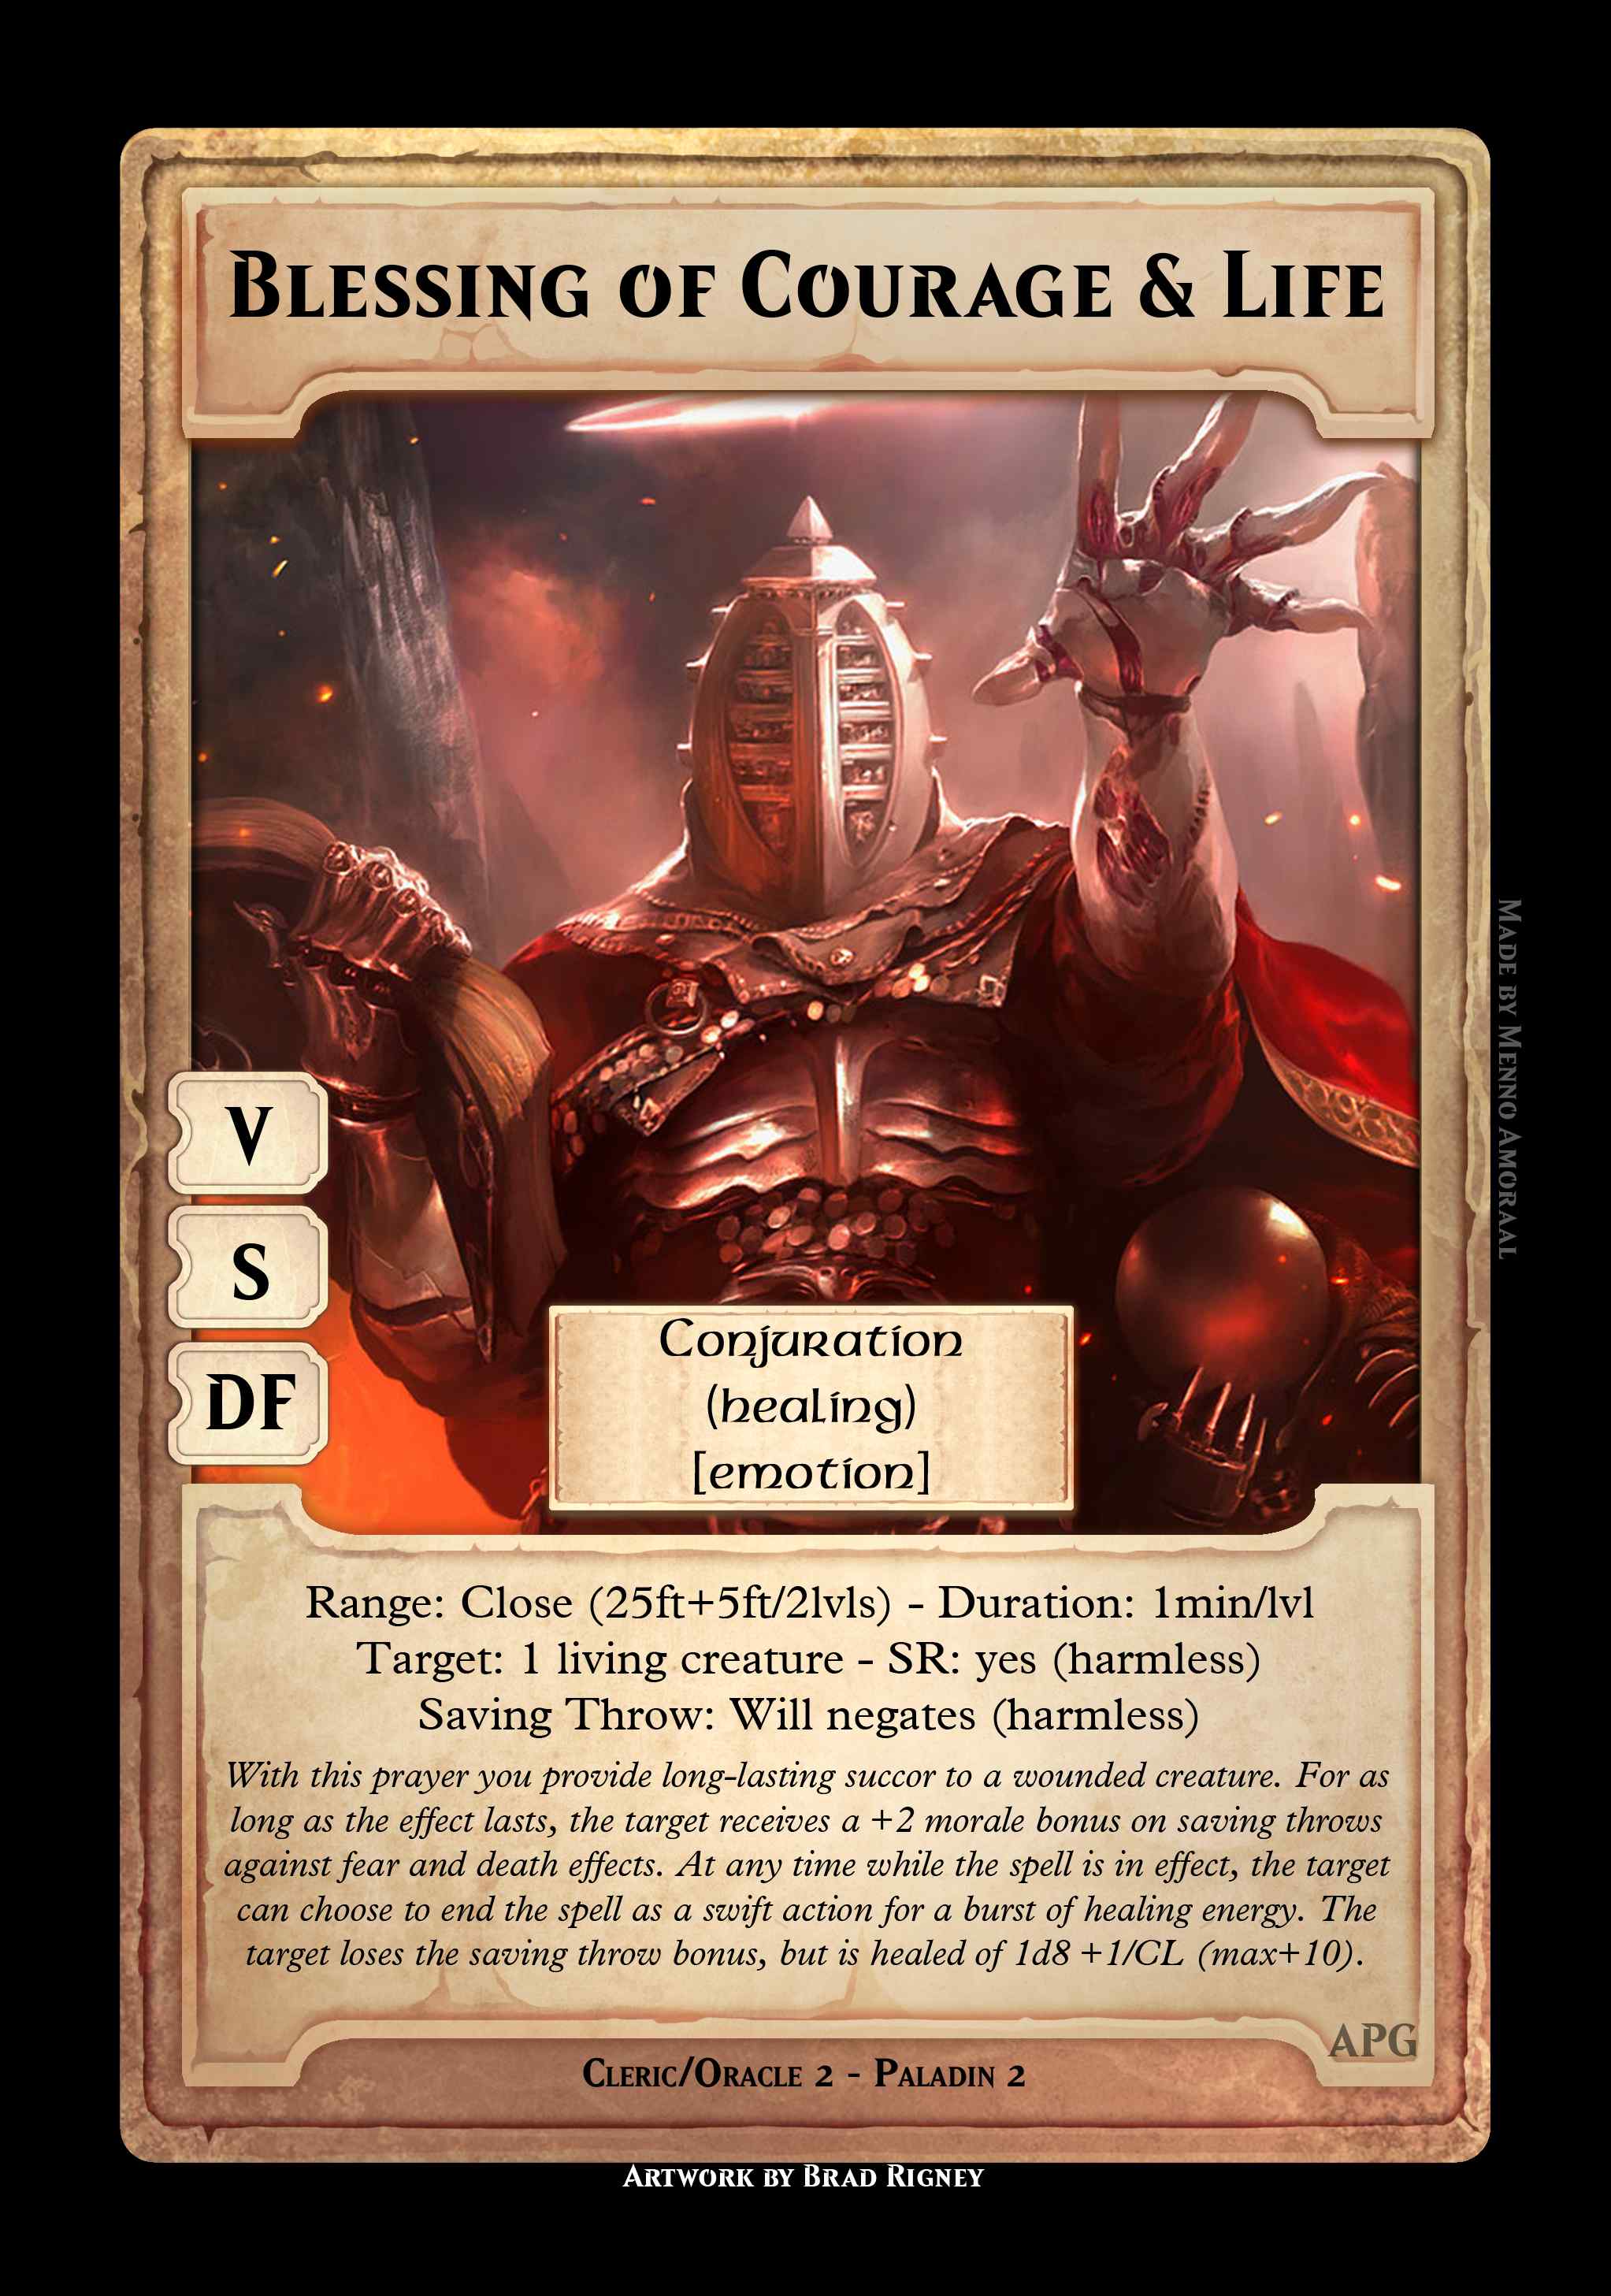 Blessing of Courage & Life
V
S
DF
Conjuration
(healing)
[emotion]
Range: Close (25ft+5ft/2lvls) - Duration: 1min/lvl
Target: 1 living creature - SR: yes (harmless)
Saving Throw: Will negates (harmless)
With this prayer you provide long-lasting succor to a wounded creature. For as
long as the effect lasts, the target receives a +2 morale bonus on saving throws
against fear and death effects. At any time while the spell is in effect, the target
can choose to end the spell as a swift action for a burst of healing energy. The
target loses the saving throw bonus, but is healed of 1d8 +1/CL (max+10).
APG
Cleric/Oracle 2 - Paladin 2
Artwork by Brad Rigney
Made by Menno Amoraal